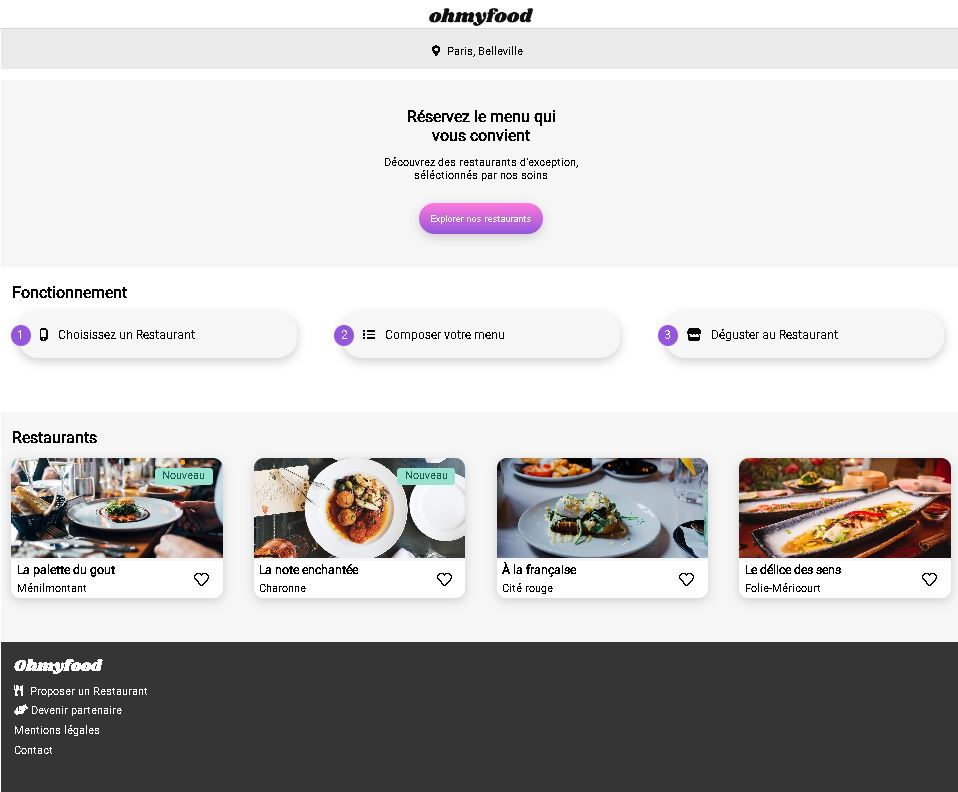 ohmyfood
Paris, Belleville
Réservez le menu qui
vous convient
Découvrez des restaurants d'exception,
séléctionnés par nos soins
Explorer nos restaurants
Fonctionnement
1 Choisissez un Restaurant
2 Composer votre menu
3 Déguster au Restaurant
Restaurants
Nouveau
La palette du gout
Ménilmontant
Nouveau
La note enchantée
Charonne
À la française
Cité rouge
Le délice des sens
Folie-Méricourt
Ohmyfood
Proposer un Restaurant
Devenir partenaire
Mentions légales
Contact